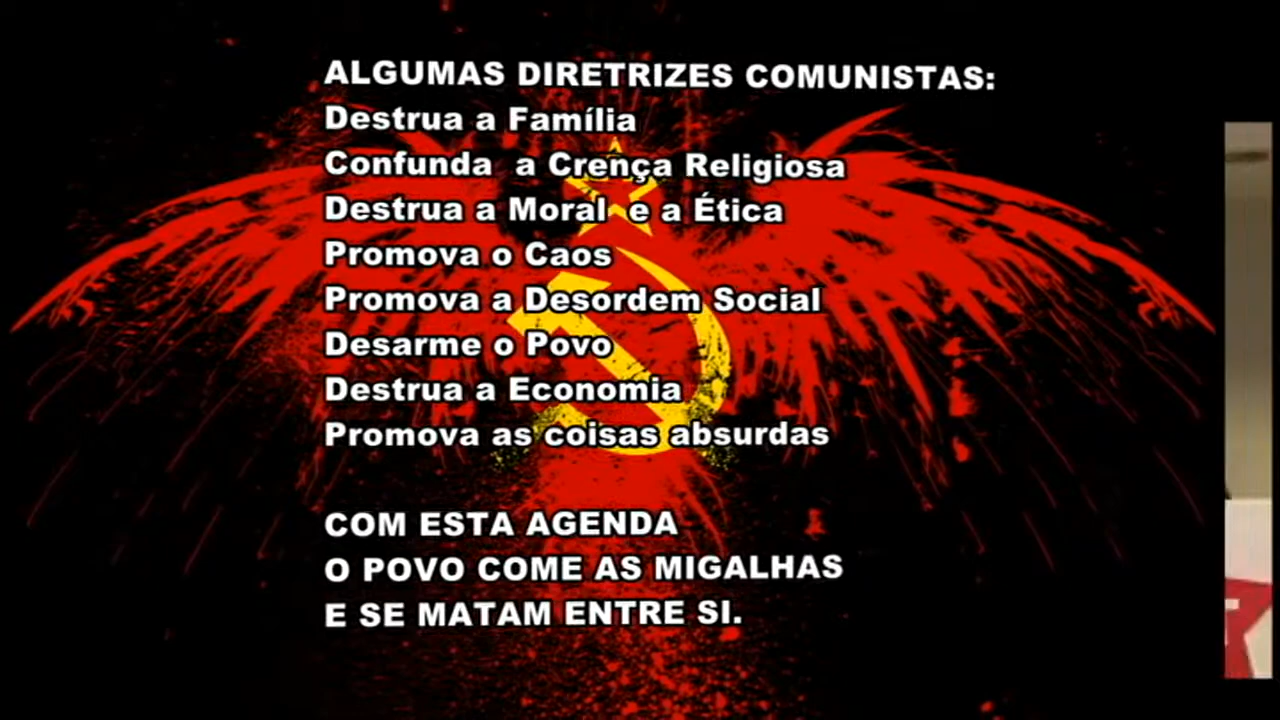 ALGUMAS DIRETRIZES COMUNISTAS:
Destrua a Família
Confunda a Crença Religiosa
Destrua a Moral e a Ética
Promova o Caos
Promova a Desordem Social
Desarme o Povo
Destrua a Economia
Promova as coisas absurdas
COM ESTA AGENDA
O POVO COME AS MIGALHAS
E SE MATAM ENTRE SI.